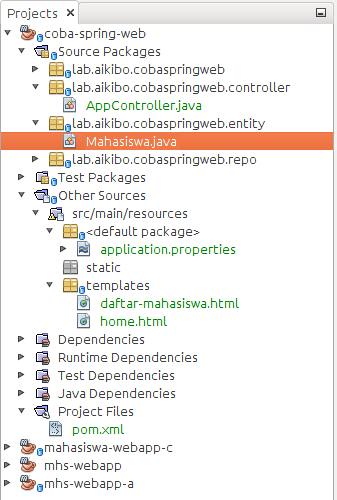 Projects
coba-spring-web
Source Packages
lab.aikibo.cobaspringweb
lab.aikibo.cobaspringweb.controller
AppController.java
lab.aikibo.cobaspringweb.entity
Mahasiswa.java
lab.aikibo.cobaspringweb.repo
Test Packages
Other Sources
src/main/resources
<default package>
application.properties
static
templates
daftar-mahasiswa.html
home.html
Dependencies
Runtime Dependencies
Test Dependencies
Java Dependencies
Project Files
pom.xml
mahasiswa-webapp-c
mhs-webapp
mhs-webapp-a